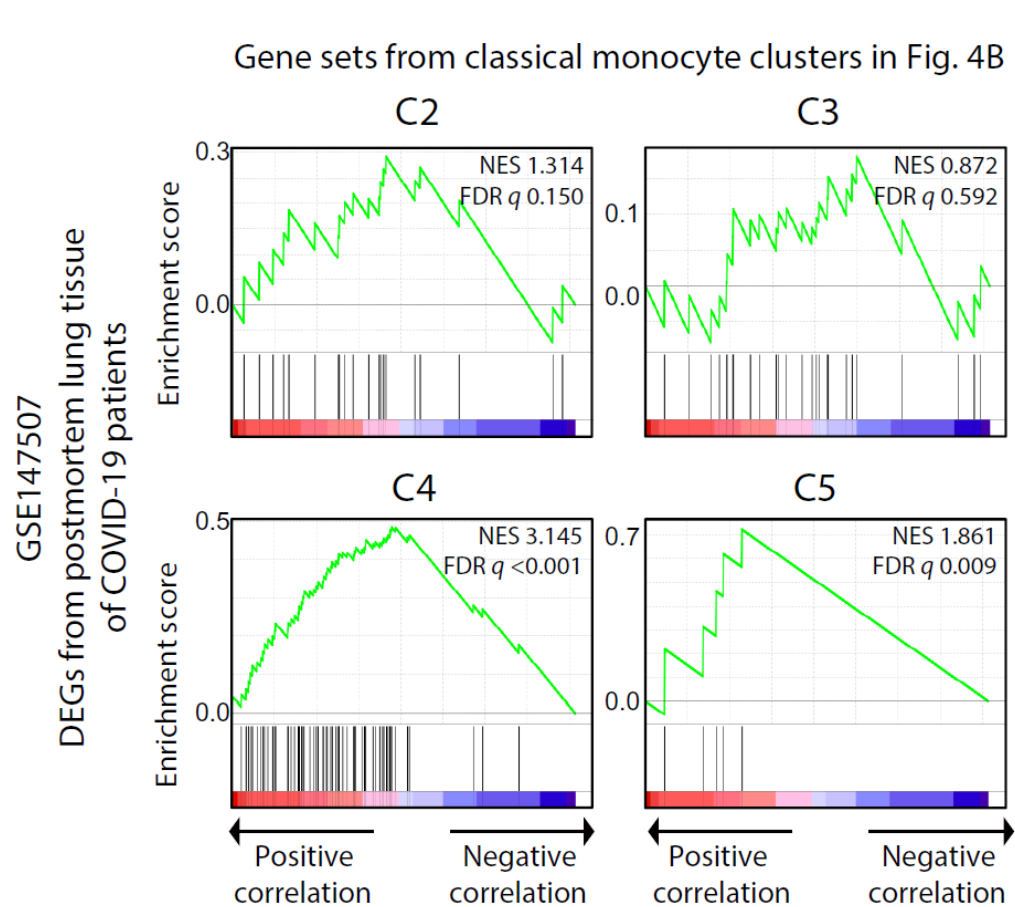 Gene sets from classical monocyte clusters in Fig. 4B
C2
C3
GSE147507
DEGs from postmortem lung tissue
of COVID-19 patients
Enrichment score
0.3
0.0
NES 1.314
FDR q 0.150
0.1
0.0
NES 0.872
FDR q 0.592
C4
C5
Enrichment score
0.5
0.0
NES 3.145
FDR q <0.001
0.7
0.0
NES 1.861
FDR q 0.009
Positive
correlation
Negative
correlation
Positive
correlation
Negative
correlation